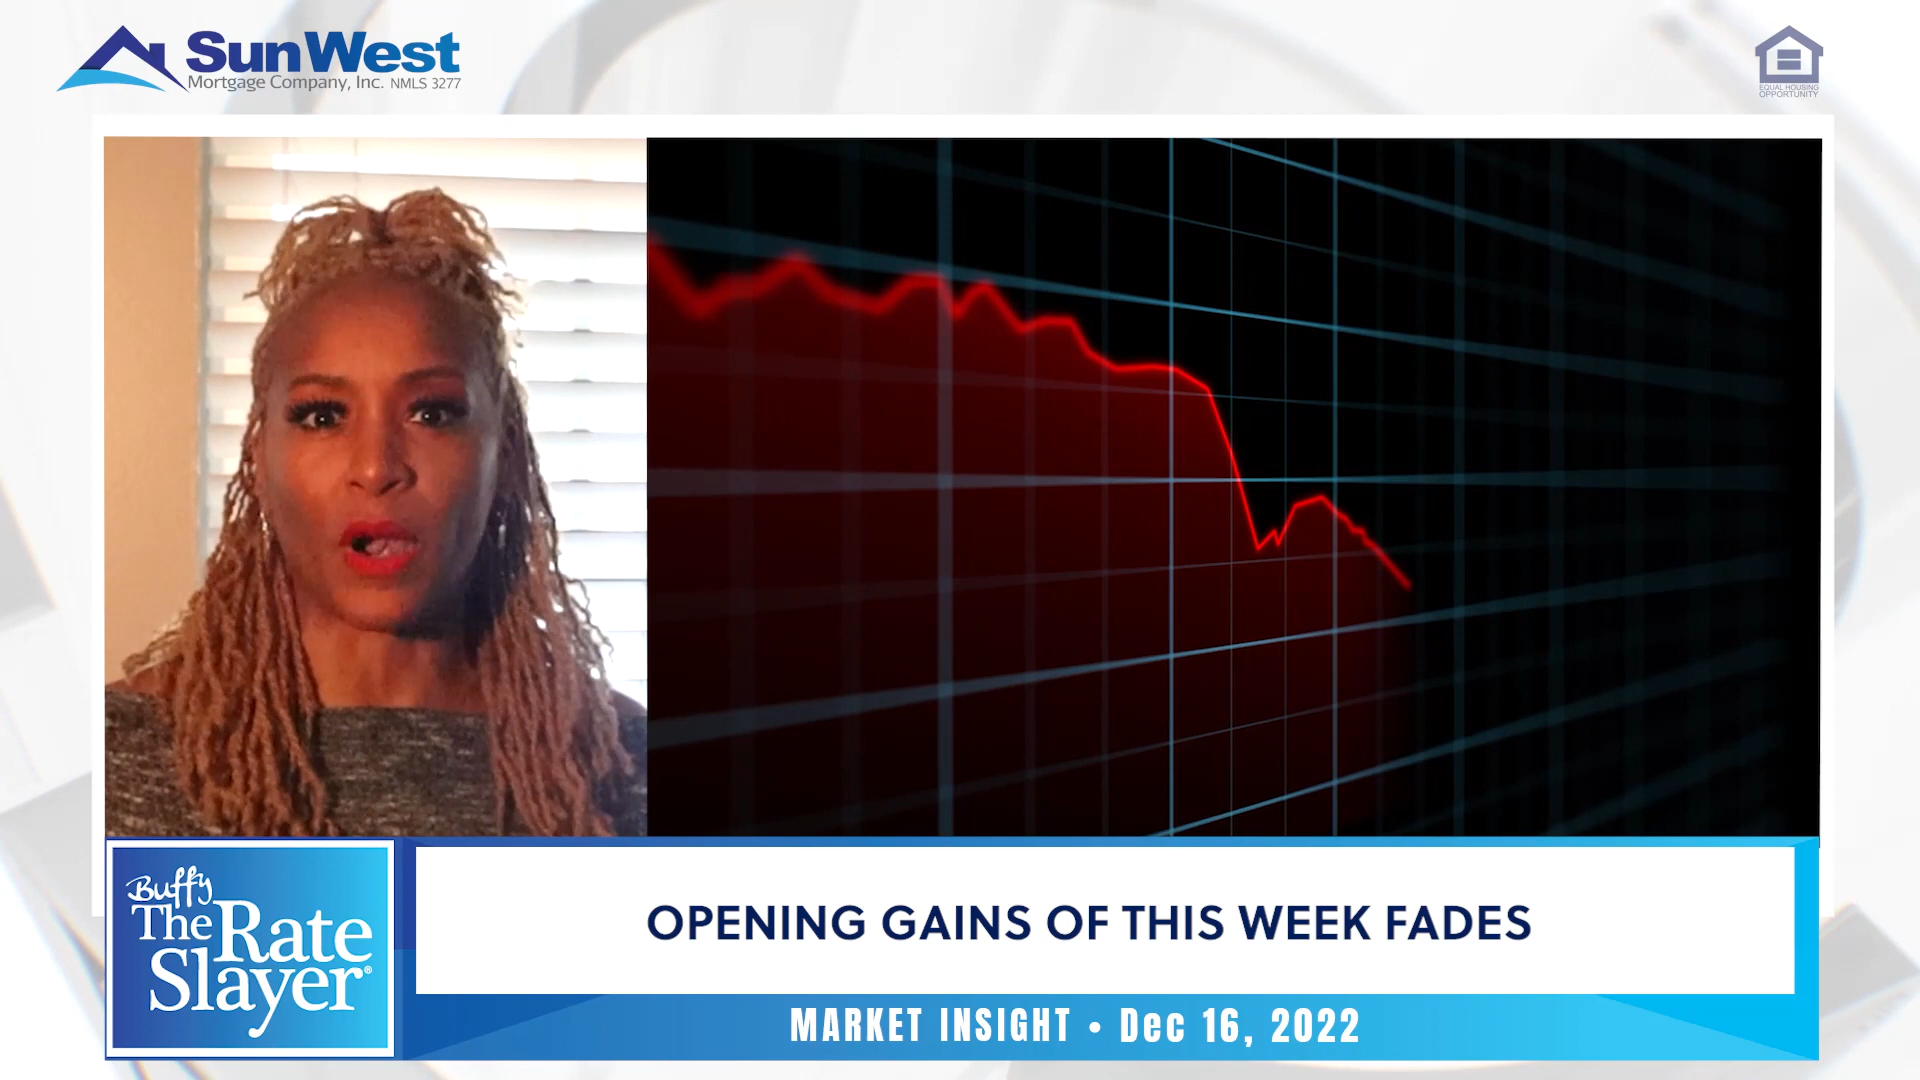 SunWest
Mortgage Company, Inc. NMLS 3277
EQUAL HOUSING
OPPORTUNITY
Buffy
The Rate
Slayer®
OPENING GAINS OF THIS WEEK FADES
MARKET INSIGHT • Dec 16, 2022